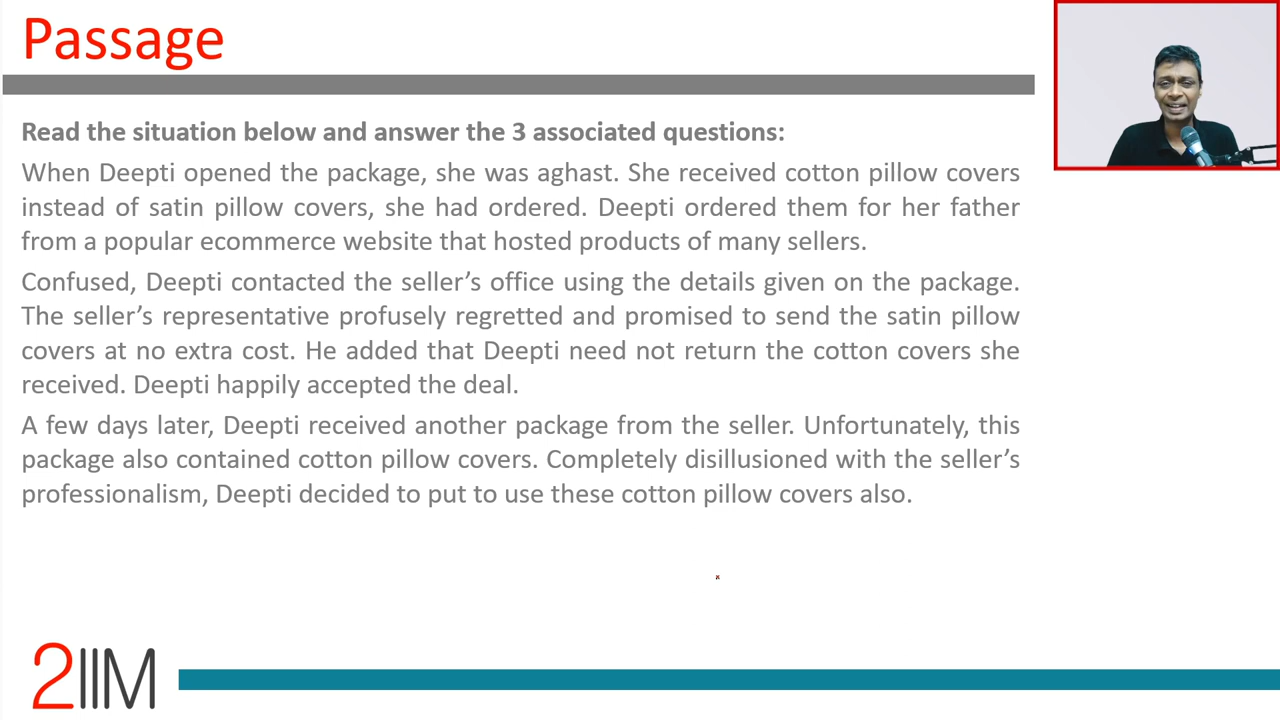 Passage
Read the situation below and answer the 3 associated questions:
When Deepti opened the package, she was aghast. She received cotton pillow covers
instead of satin pillow covers, she had ordered. Deepti ordered them for her father
from a popular ecommerce website that hosted products of many sellers.
Confused, Deepti contacted the seller's office using the details given on the package.
The seller's representative profusely regretted and promised to send the satin pillow
covers at no extra cost. He added that Deepti need not return the cotton covers she
received. Deepti happily accepted the deal.
A few days later, Deepti received another package from the seller. Unfortunately, this
package also contained cotton pillow covers. Completely disillusioned with the seller's
professionalism, Deepti decided to put to use these cotton pillow covers also.
2IIM